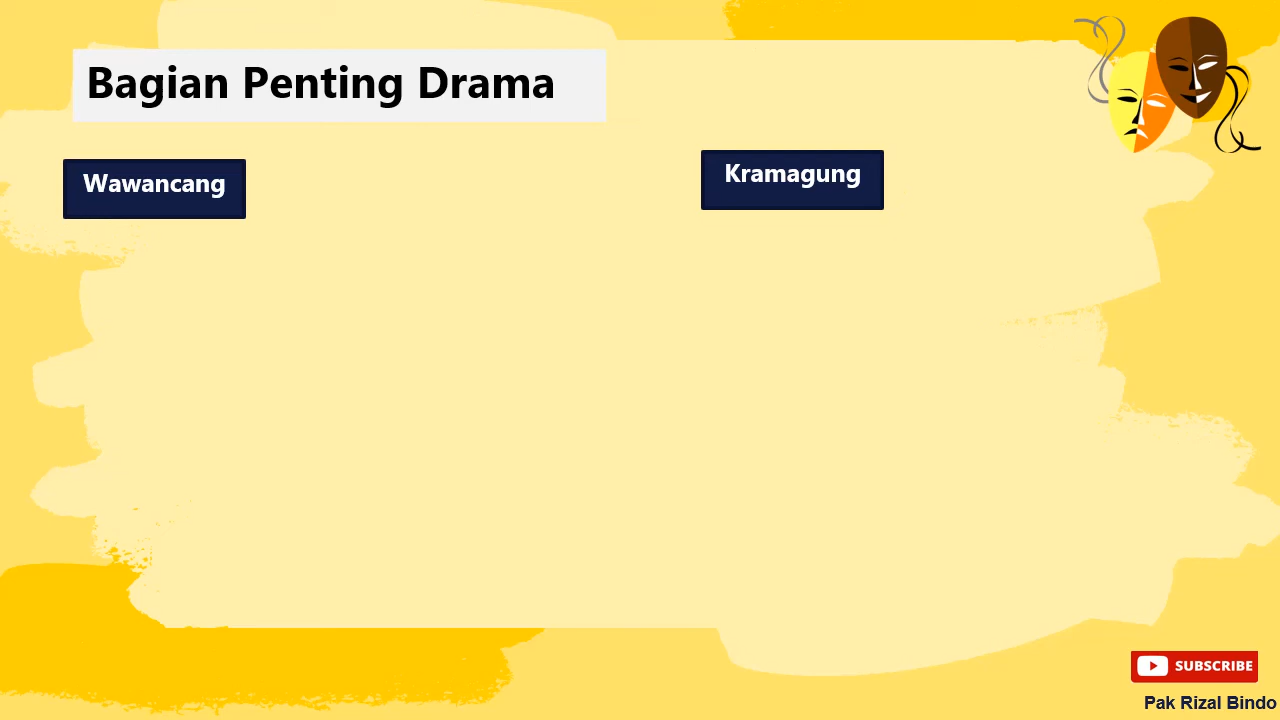 Bagian Penting Drama
Wawancang
Kramagung
SUBSCRIBE
Pak Rizal Bindo